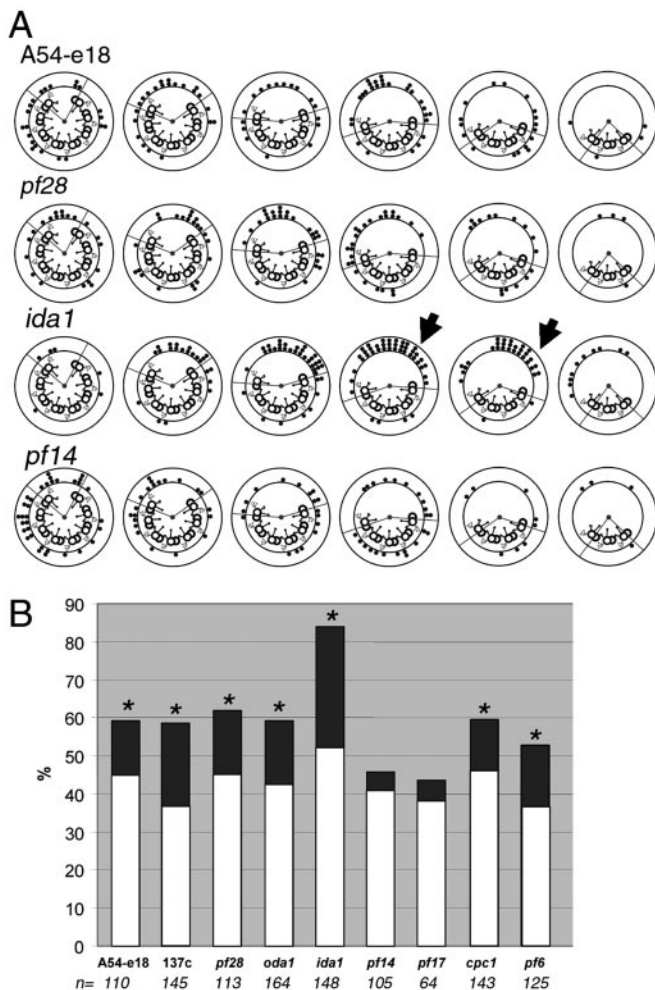 A
A54-e18
pf28
ida1
pf14
B
90
80
70
60
50
40
30
20
10
0
%
* * * * * * *
A54-e18 137c pf28 oda1 ida1 pf14 pf17 cpc1 pf6
n= 110 145 113 164 148 105 64 143 125